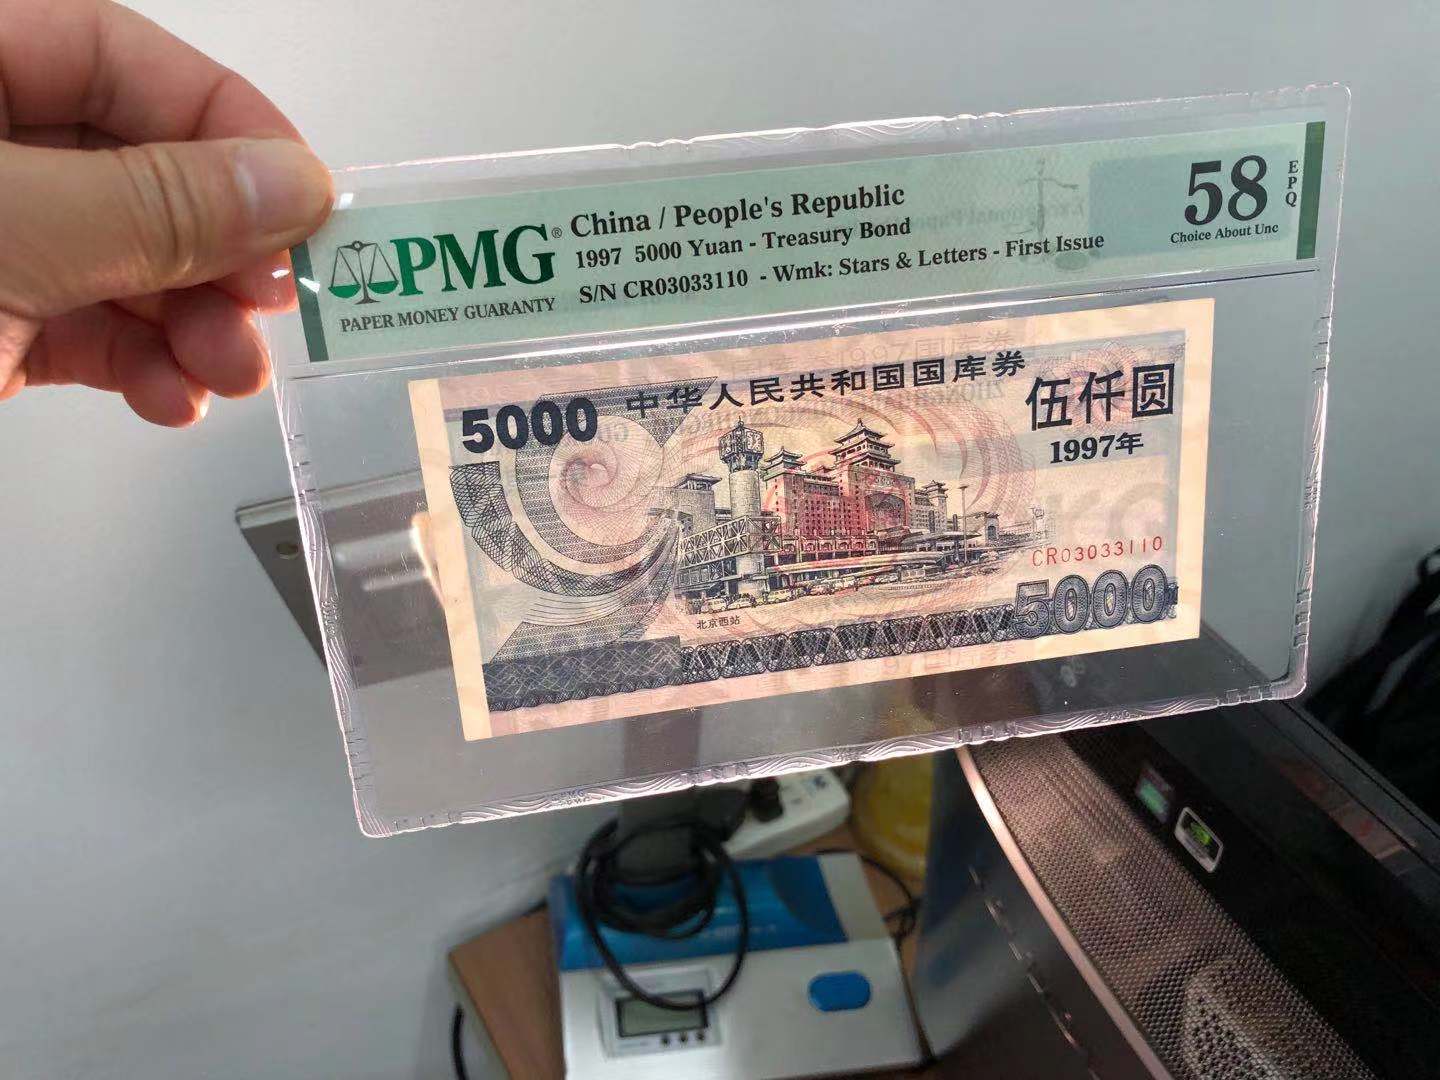 PMG®
PAPER MONEY GUARANTY
China / People's Republic
1997 5000 Yuan - Treasury Bond
S/N CR03033110 - Wmk: Stars & Letters - First Issue
58
EPQ
Choice About Unc
5000
中华人民共和国国库券
伍仟圆
1997年
CR03033110
5000
北京西站